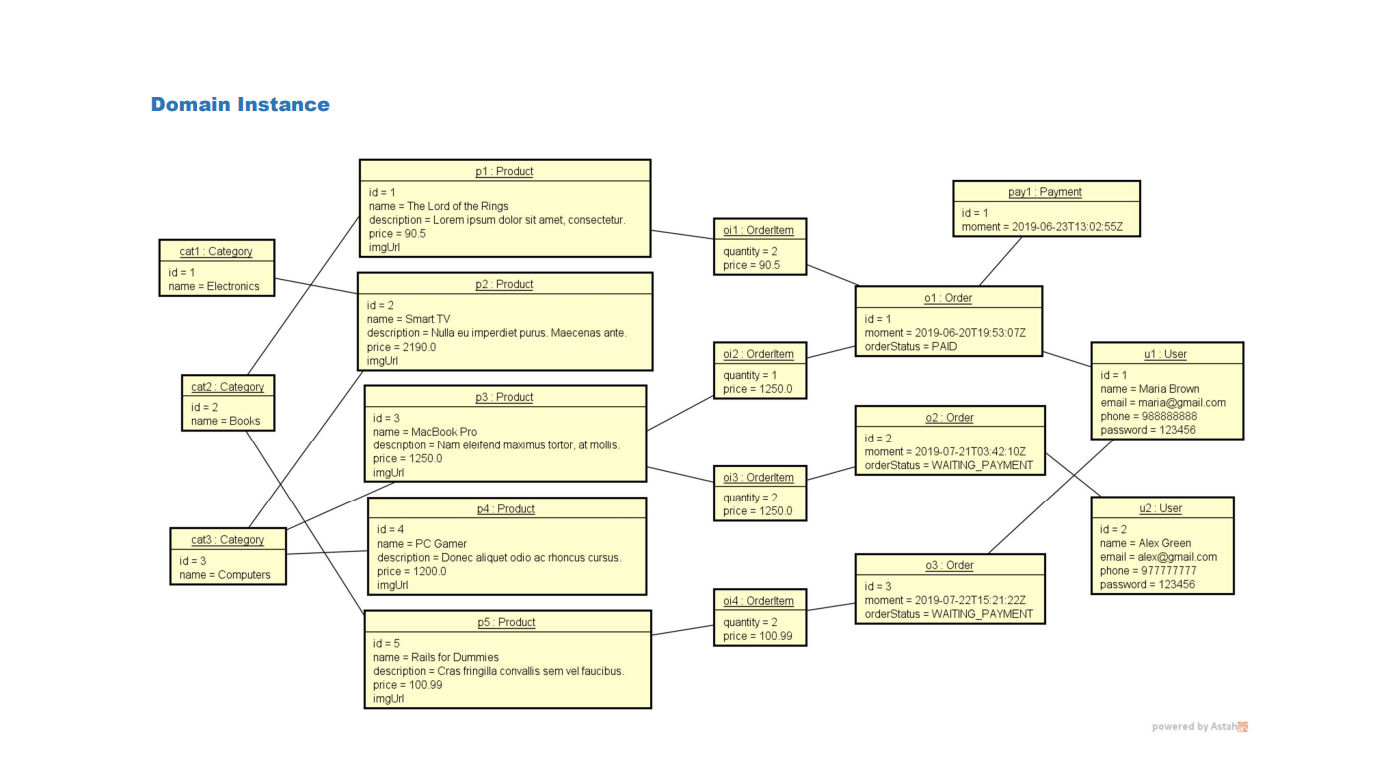 Domain Instance
p1 : Product
id = 1
name = The Lord of the Rings
description = Lorem ipsum dolor sit amet, consectetur.
price = 90.5
imgUrl
pay1 : Payment
id = 1
moment = 2019-06-23T13:02:55Z
oi1 : OrderItem
quantity = 2
price = 90.5
cat1 : Category
id = 1
name = Electronics
p2 : Product
id = 2
name = Smart TV
description = Nulla eu imperdiet purus. Maecenas ante.
price = 2190.0
imgUrl
o1 : Order
id = 1
moment = 2019-06-20T19:53:07Z
orderStatus = PAID
oi2 : OrderItem
quantity = 1
price = 1250.0
u1 : User
id = 1
name = Maria Brown
email = maria@gmail.com
phone = 988888888
password = 123456
cat2 : Category
id = 2
name = Books
p3 : Product
id = 3
name = MacBook Pro
description = Nam eleifend maximus tortor, at mollis.
price = 1250.0
imgUrl
o2 : Order
id = 2
moment = 2019-07-21T03:42:10Z
orderStatus = WAITING_PAYMENT
oi3 : OrderItem
quantity = 2
price = 1250.0
p4 : Product
id = 4
name = PC Gamer
description = Donec aliquet odio ac rhoncus cursus.
price = 1200.0
imgUrl
u2 : User
id = 2
name = Alex Green
email = alex@gmail.com
phone = 977777777
password = 123456
cat3 : Category
id = 3
name = Computers
o3 : Order
id = 3
moment = 2019-07-22T15:21:22Z
orderStatus = WAITING_PAYMENT
oi4 : OrderItem
quantity = 2
price = 100.99
p5 : Product
id = 5
name = Rails for Dummies
description = Cras fringilla convallis sem vel faucibus.
price = 100.99
imgUrl
powered by Astah